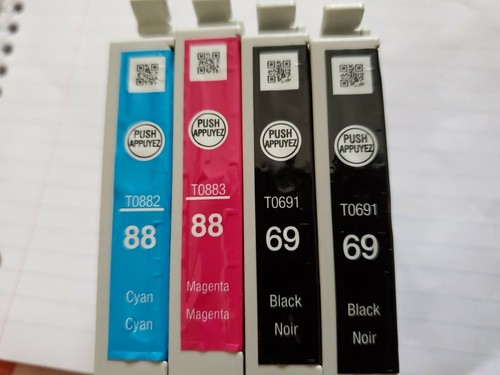 PUSH
APPUYEZ
T0882
88
Cyan
Cyan
PUSH
APPUYEZ
T0883
88
Magenta
Magenta
PUSH
APPUYEZ
T0691
69
Black
Noir
PUSH
APPUYEZ
T0691
69
Black
Noir